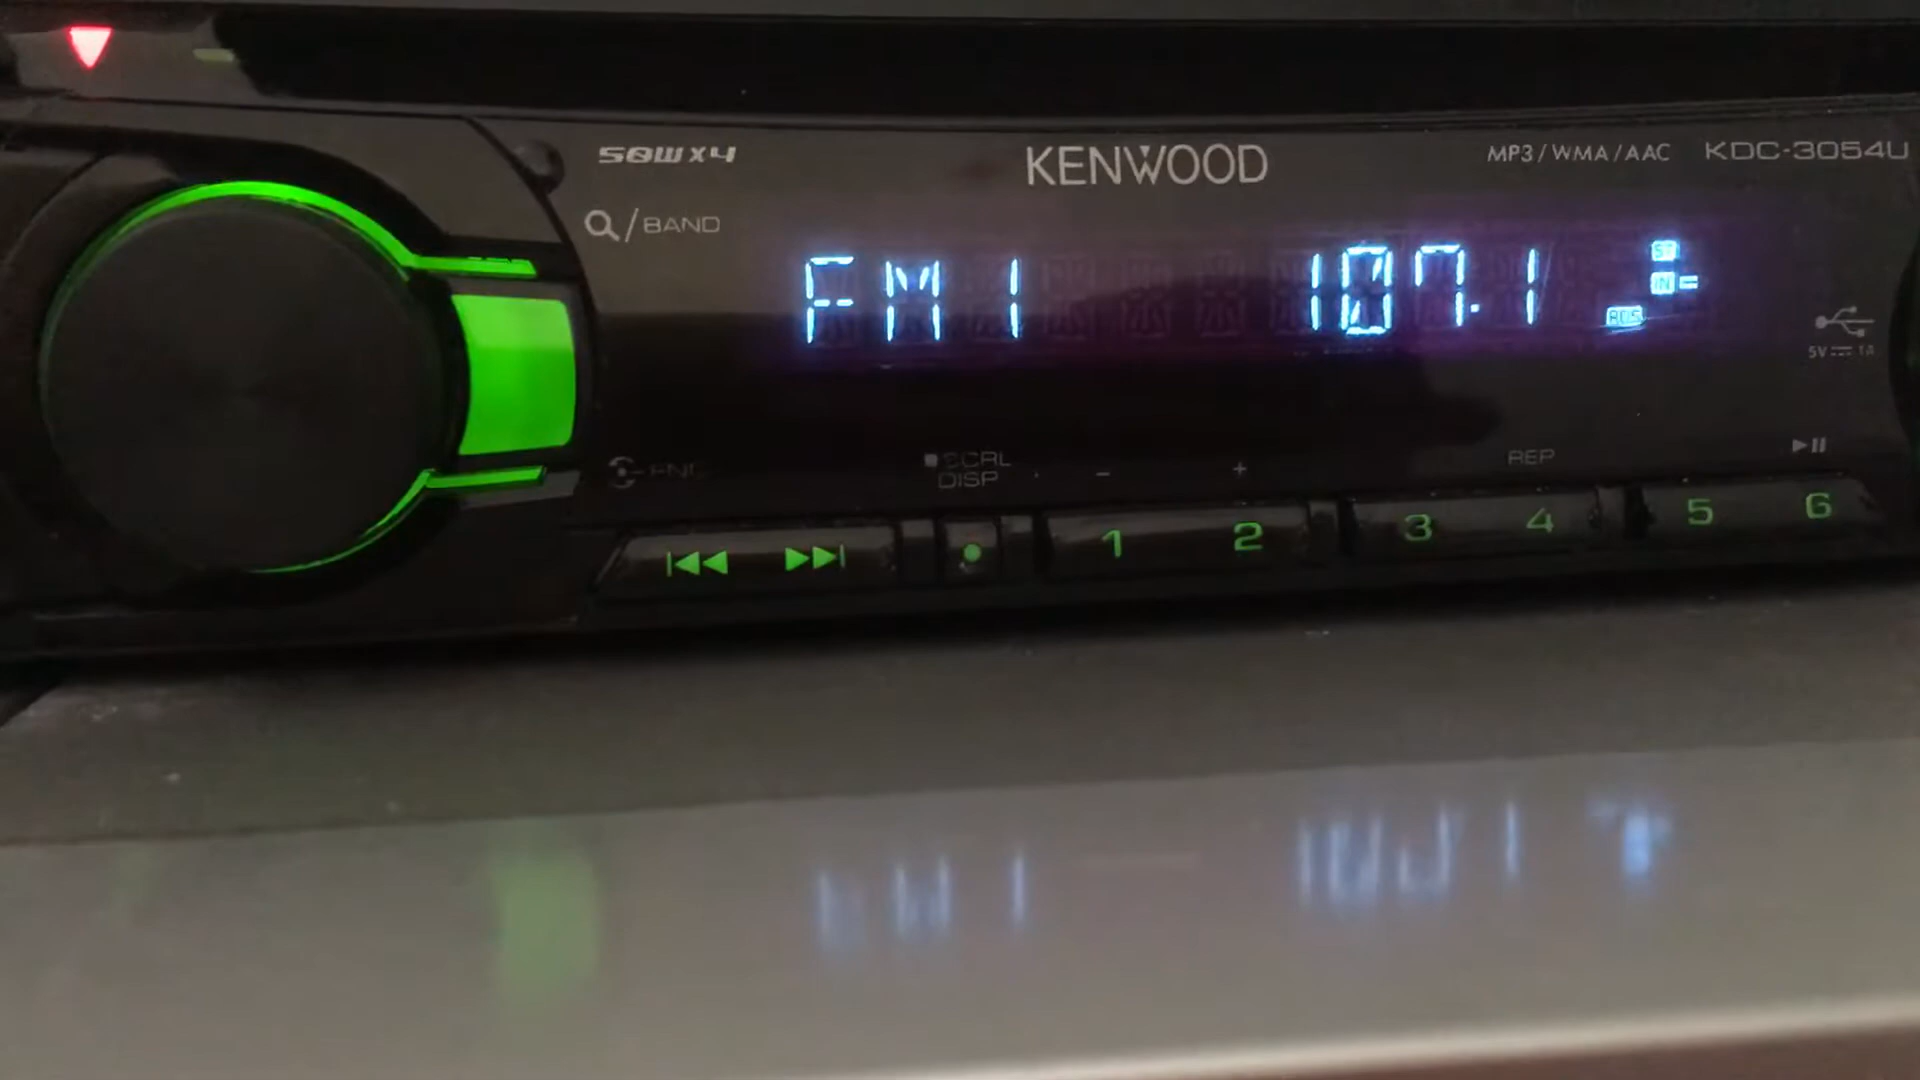 50W x4
KENWOOD
MP3/WMA/AAC KDC-3054U
/BAND
FM 1 107.1
ST
IN
5V 1A
SCRL
DISP
- +
REP
1 2 3 4 5 6